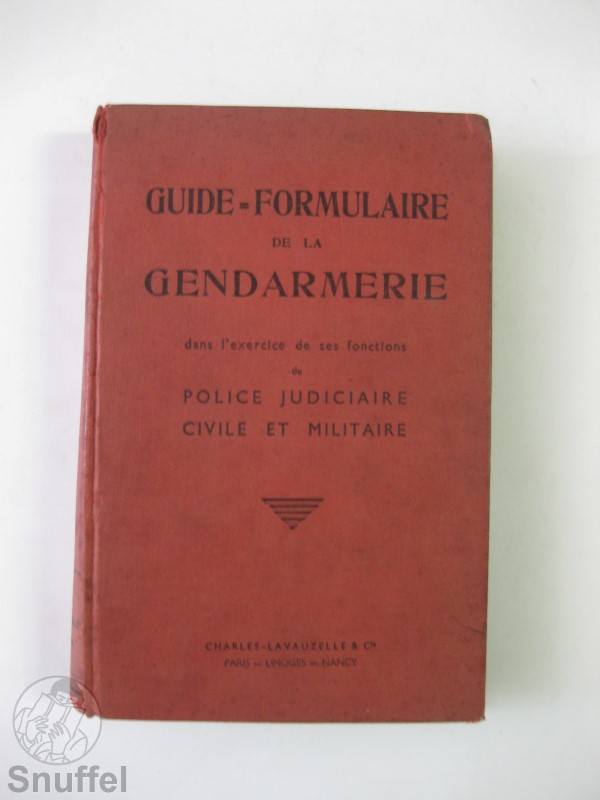 GUIDE=FORMULAIRE
DE LA
GENDARMERIE
dans l'exercice de ses fonctions
de
POLICE JUDICIAIRE
CIVILE ET MILITAIRE
CHARLES-LAVAUZELLE & Cie
PARIS — LIMOGES — NANCY
Snuffel